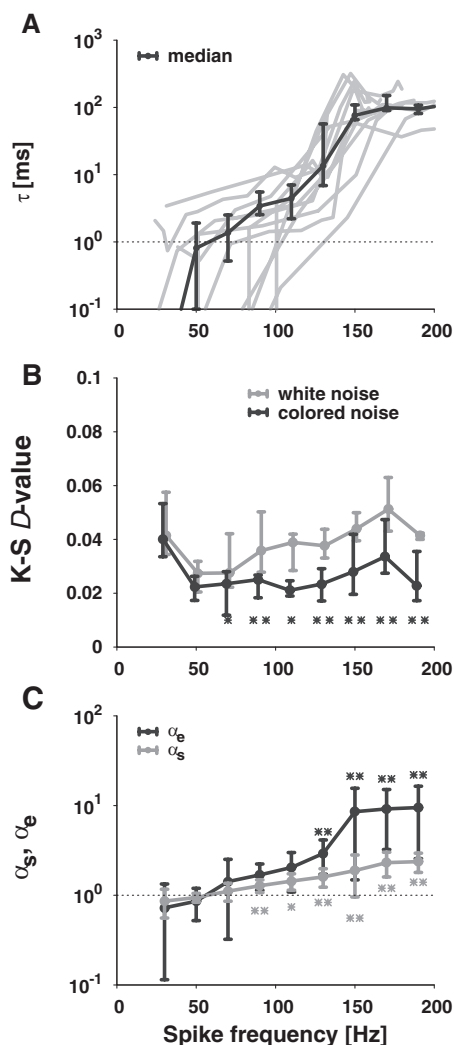 A
10³
median
10²
τ [ms]
10¹
10⁰
10⁻¹
0 50 100 150 200
B
0.1
white noise
colored noise
0.08
K-S D-value
0.06
0.04
0.02
* ** * ** ** ** **
0
0 50 100 150 200
C
10²
αe
αs
** ** **
10¹
αs, αe
**
10⁰
** * ** ** ** **
10⁻¹
0 50 100 150 200
Spike frequency [Hz]